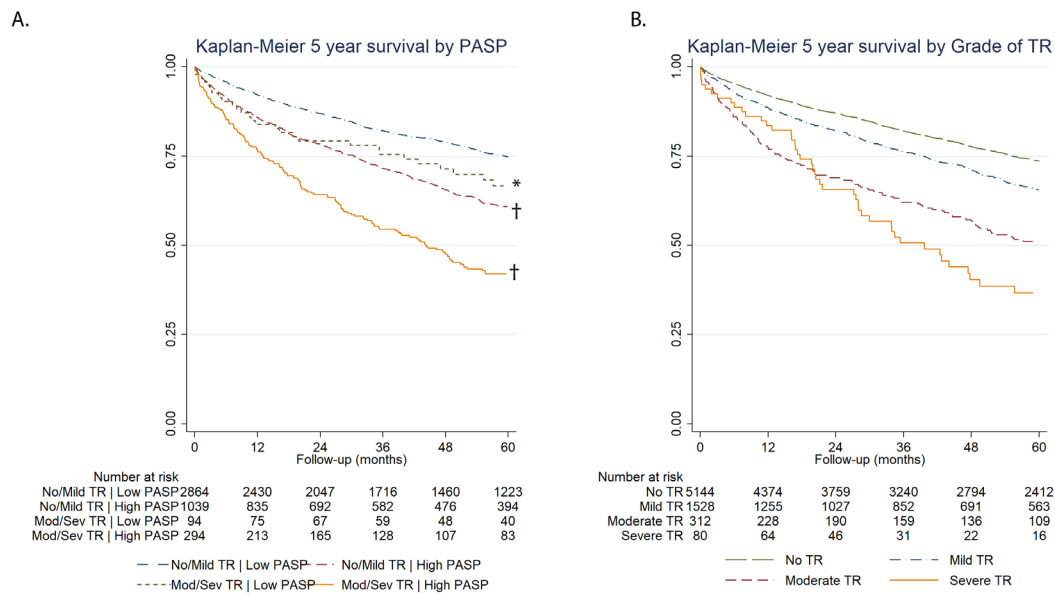 A.
Kaplan-Meier 5 year survival by PASP
1.00
0.75
0.50
0.25
0.00
*
†
†
0 12 24 36 48 60
Follow-up (months)
Number at risk
No/Mild TR | Low PASP 2864 2430 2047 1716 1460 1223
No/Mild TR | High PASP 1039 835 692 582 476 394
Mod/Sev TR | Low PASP 94 75 67 59 48 40
Mod/Sev TR | High PASP 294 213 165 128 107 83
No/Mild TR | Low PASP No/Mild TR | High PASP
Mod/Sev TR | Low PASP Mod/Sev TR | High PASP
B.
Kaplan-Meier 5 year survival by Grade of TR
1.00
0.75
0.50
0.25
0.00
0 12 24 36 48 60
Follow-up (months)
Number at risk
No TR 5144 4374 3759 3240 2794 2412
Mild TR 1528 1255 1027 852 691 563
Moderate TR 312 228 190 159 136 109
Severe TR 80 64 46 31 22 16
No TR Mild TR
Moderate TR Severe TR